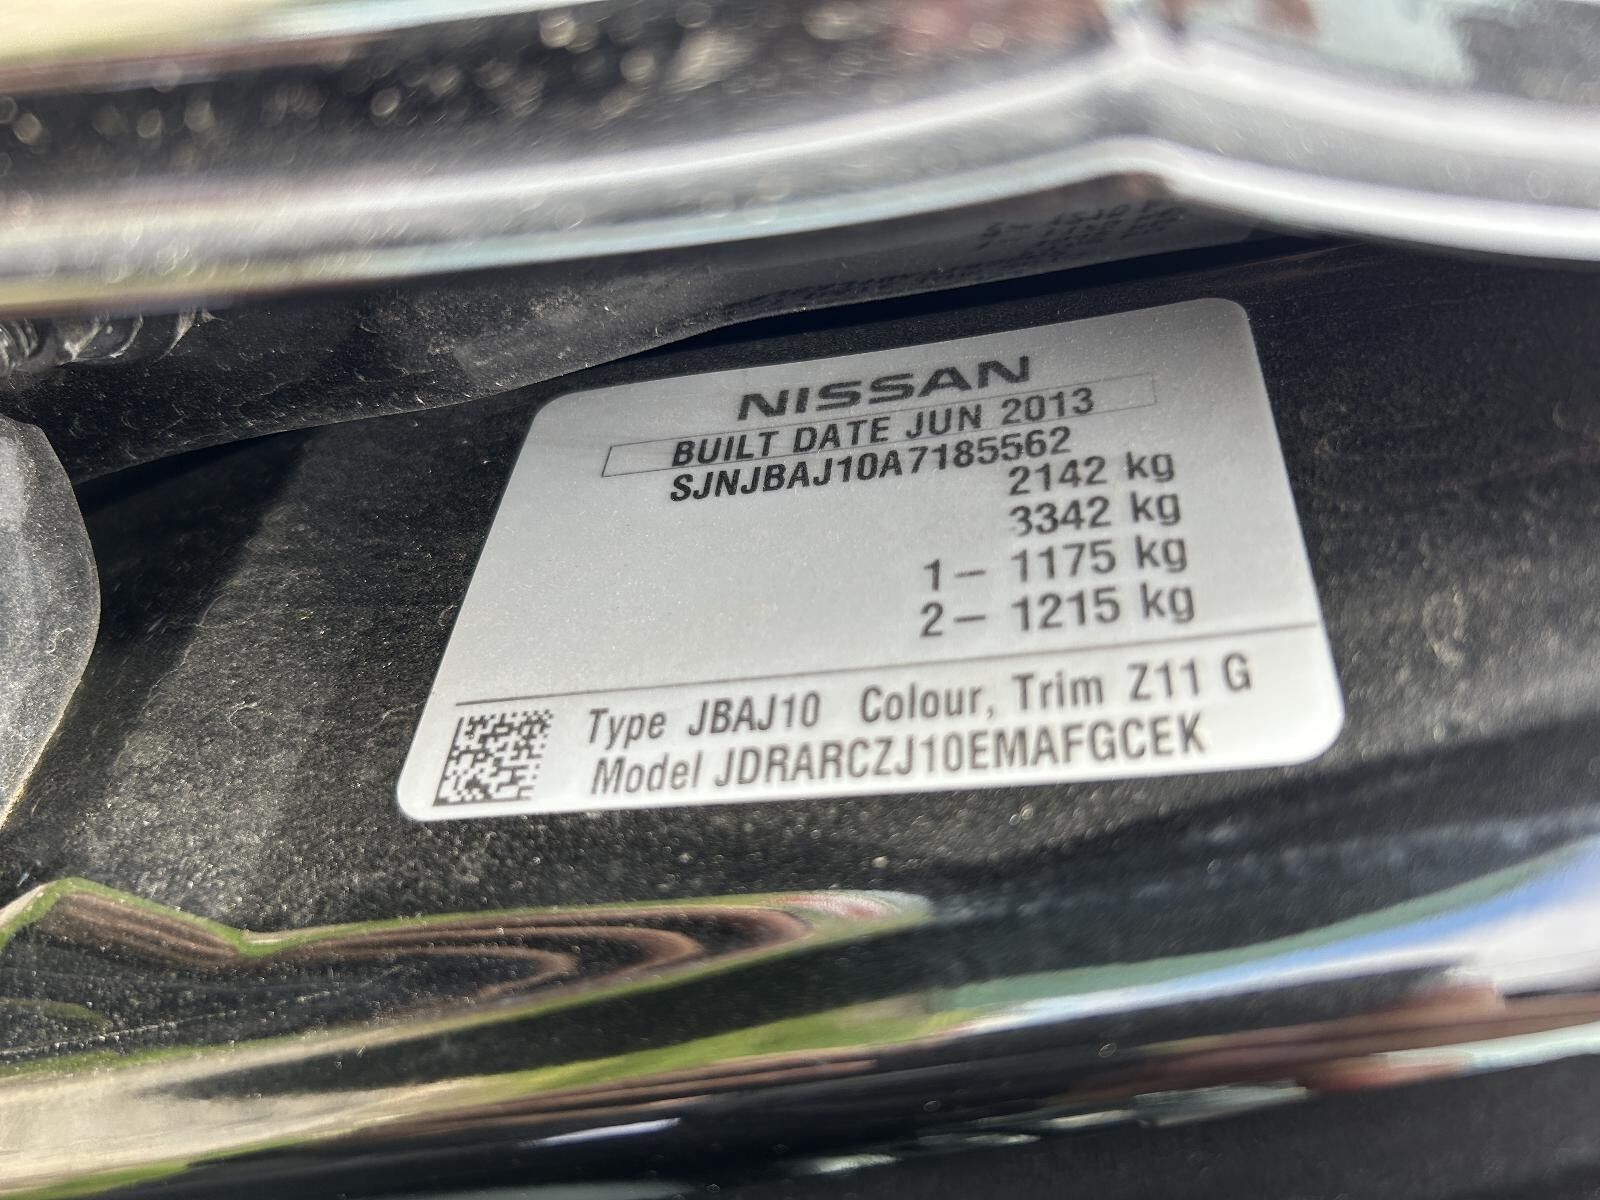 NISSAN
BUILT DATE JUN 2013
SJNJBAJ10A7185562
2142 kg
3342 kg
1– 1175 kg
2– 1215 kg
Type JBAJ10 Colour, Trim Z11 G
Model JDRARCZJ10EMAFGCEK